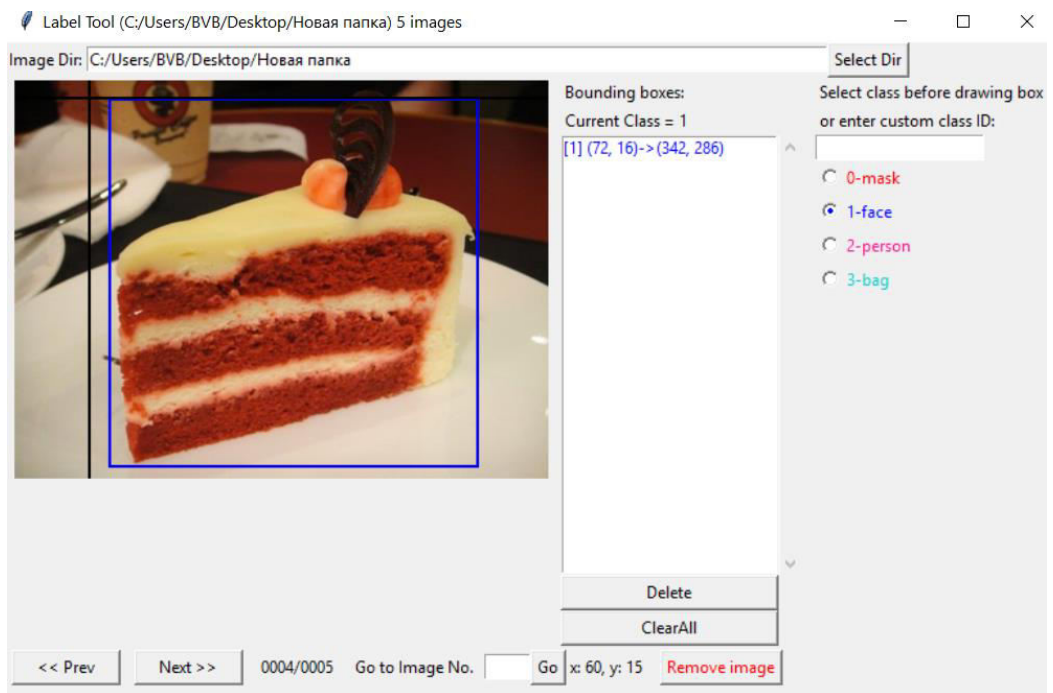 Label Tool (C:/Users/BVB/Desktop/Новая папка) 5 images
Image Dir: C:/Users/BVB/Desktop/Новая папка Select Dir
Bounding boxes:
Current Class = 1
[1] (72, 16)->(342, 286)
Delete
ClearAll
Select class before drawing box
or enter custom class ID:
0-mask
1-face
2-person
3-bag
<< Prev Next >> 0004/0005 Go to Image No. Go x: 60, y: 15 Remove image